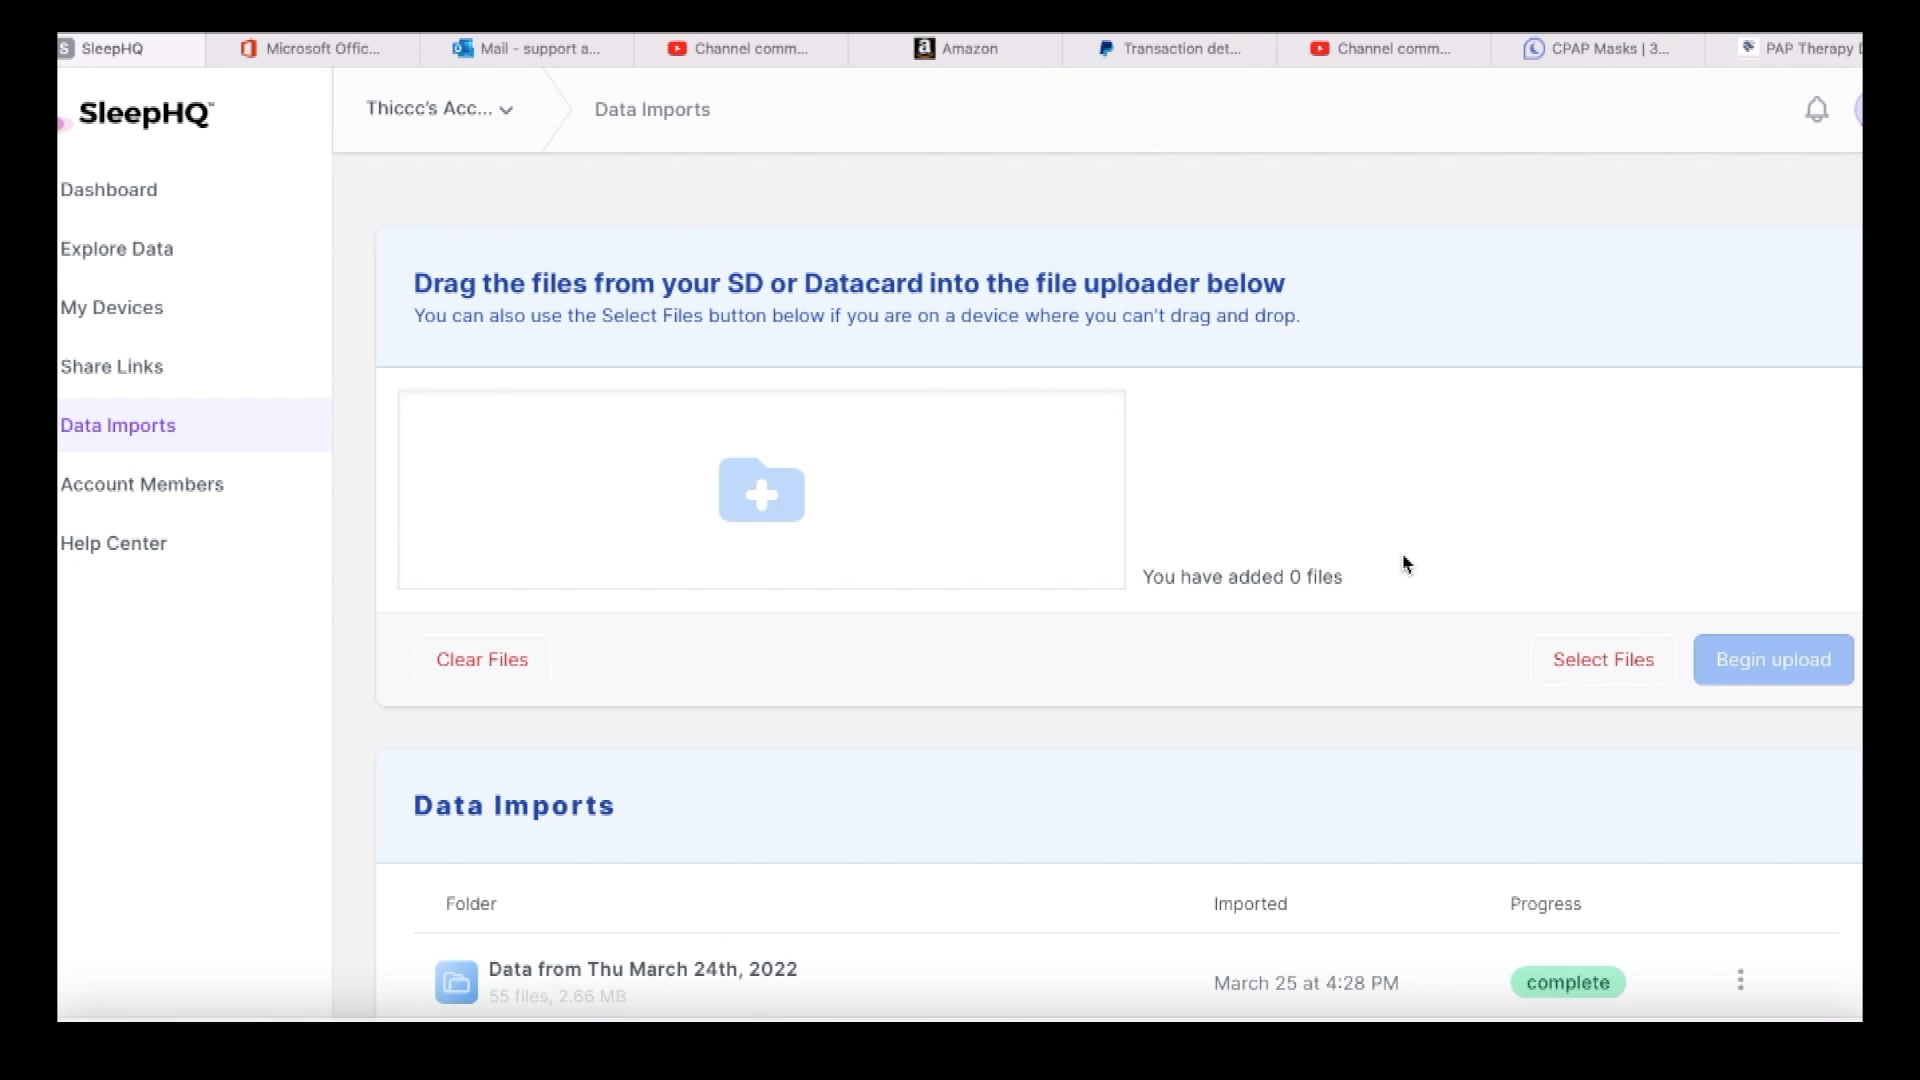 SleepHQ
Microsoft Offic...
Mail - support a...
Channel comm...
Amazon
Transaction det...
Channel comm...
CPAP Masks | 3...
PAP Therapy
SleepHQ™
Thiccc's Acc...
Data Imports
Dashboard
Explore Data
My Devices
Share Links
Data Imports
Account Members
Help Center
Drag the files from your SD or Datacard into the file uploader below
You can also use the Select Files button below if you are on a device where you can't drag and drop.
You have added 0 files
Clear Files
Select Files
Begin upload
Data Imports
Folder
Imported
Progress
Data from Thu March 24th, 2022
55 files, 2.66 MB
March 25 at 4:28 PM
complete